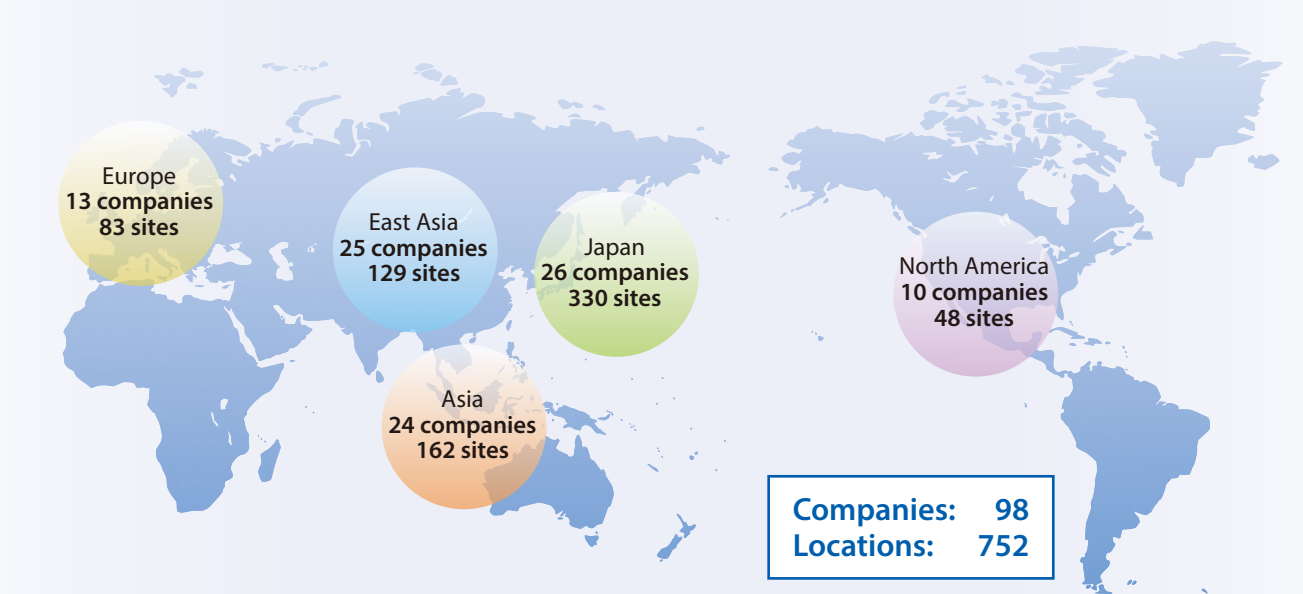 Europe
13 companies
83 sites
East Asia
25 companies
129 sites
Japan
26 companies
330 sites
North America
10 companies
48 sites
Asia
24 companies
162 sites
Companies: 98
Locations: 752